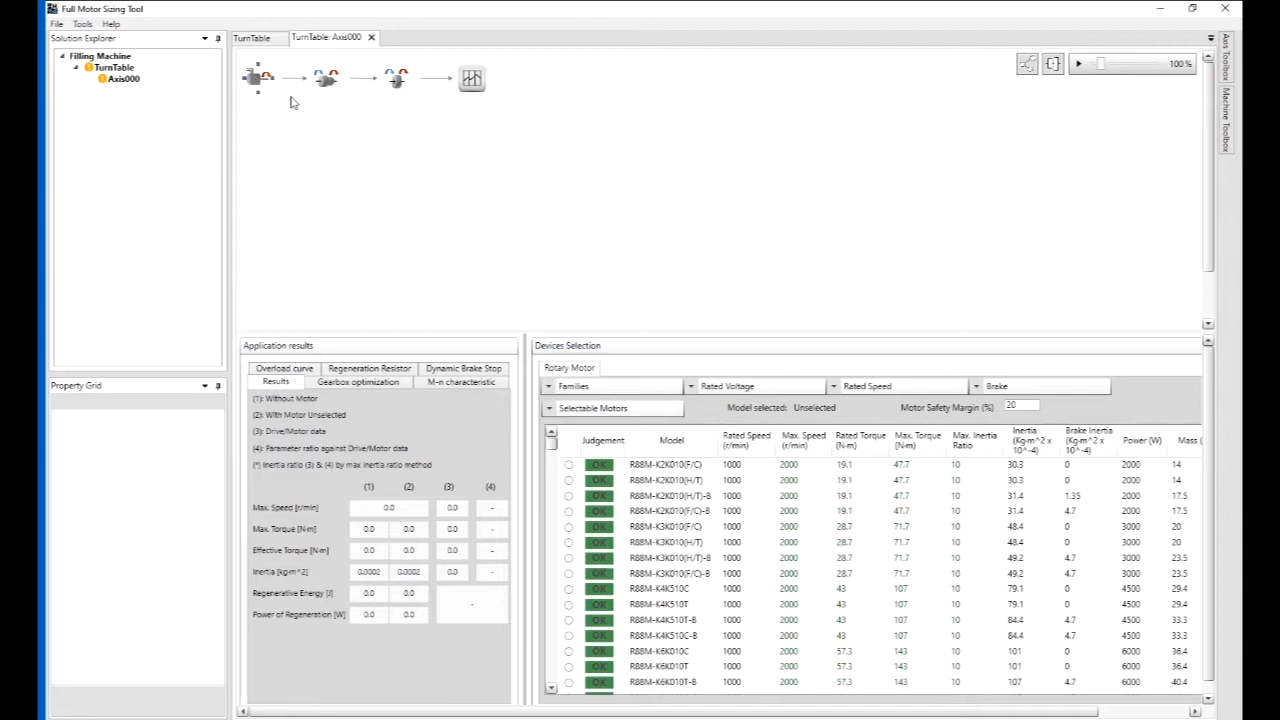 Full Motor Sizing Tool
File Tools Help
Solution Explorer
Filling Machine
TurnTable
Axis000
TurnTable TurnTable: Axis000
100 %
Axis Toolbox
Machine Toolbox
Property Grid
Application results
Overload curve Regeneration Resistor Dynamic Brake Stop
Results Gearbox optimization M-n characteristic
(1): Without Motor
(2): With Motor Unselected
(3): Drive/Motor data
(4): Parameter ratio against Drive/Motor data
(*) Inertia ratio (3) & (4) by max inertia ratio method
(1) (2) (3) (4)
Max. Speed [r/min] 0.0 0.0 -
Max. Torque [N·m] 0.0 0.0 0.0 -
Effective Torque [N·m] 0.0 0.0 0.0 -
Inertia [kg·m^2] 0.0002 0.0002 0.0 -
Regenerative Energy [J] 0.0 0.0 -
Power of Regeneration [W] 0.0 0.0
Devices Selection
Rotary Motor
Families Rated Voltage Rated Speed Brake
Selectable Motors Model selected: Unselected Motor Safety Margin (%) 20
Judgement Model Rated Speed (r/min) Max. Speed (r/min) Rated Torque (N·m) Max. Torque (N·m) Max. Inertia Ratio Inertia (Kg·m^2 x 10^-4) Brake Inertia (Kg·m^2 x 10^-4) Power (W) Mass (
OK R88M-K2K010(F/C) 1000 2000 19.1 47.7 10 30.3 0 2000 14
OK R88M-K2K010(H/T) 1000 2000 19.1 47.7 10 30.3 0 2000 14
OK R88M-K2K010(H/T)-B 1000 2000 19.1 47.7 10 31.4 1.35 2000 17.5
OK R88M-K2K010(F/C)-B 1000 2000 19.1 47.7 10 31.4 4.7 2000 17.5
OK R88M-K3K010(F/C) 1000 2000 28.7 71.7 10 48.4 0 3000 20
OK R88M-K3K010(H/T) 1000 2000 28.7 71.7 10 48.4 0 3000 20
OK R88M-K3K010(H/T)-B 1000 2000 28.7 71.7 10 49.2 4.7 3000 23.5
OK R88M-K3K010(F/C)-B 1000 2000 28.7 71.7 10 49.2 4.7 3000 23.5
OK R88M-K4K510C 1000 2000 43 107 10 79.1 0 4500 29.4
OK R88M-K4K510T 1000 2000 43 107 10 79.1 0 4500 29.4
OK R88M-K4K510T-B 1000 2000 43 107 10 84.4 4.7 4500 33.3
OK R88M-K4K510C-B 1000 2000 43 107 10 84.4 4.7 4500 33.3
OK R88M-K6K010C 1000 2000 57.3 143 10 101 0 6000 36.4
OK R88M-K6K010T 1000 2000 57.3 143 10 101 0 6000 36.4
OK R88M-K6K010T-B 1000 2000 57.3 143 10 107 4.7 6000 40.4